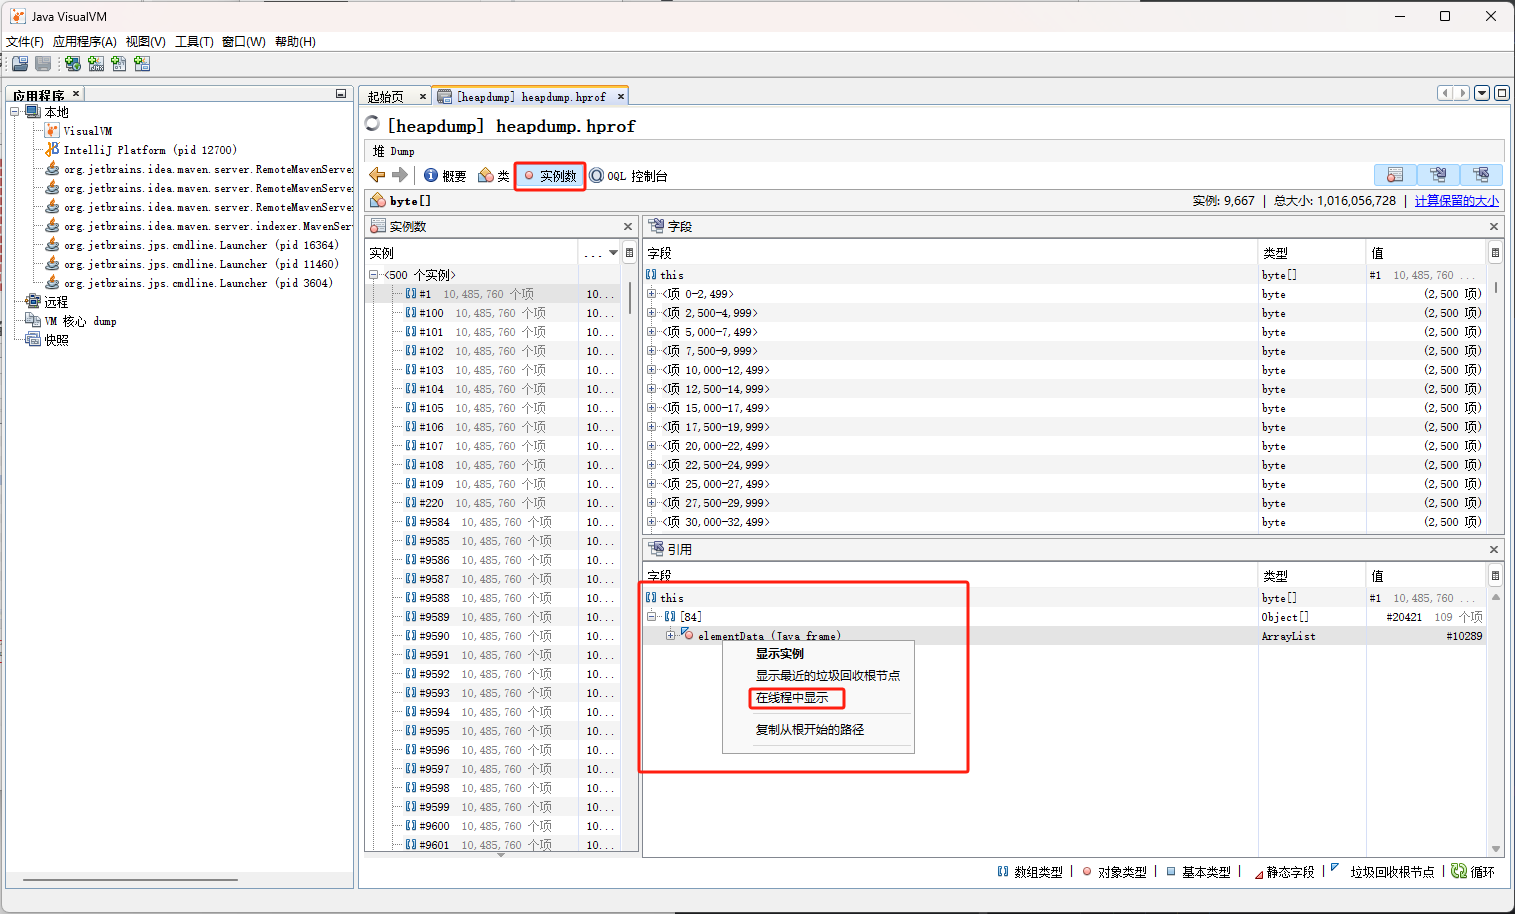 Java VisualVM
文件(F) 应用程序(A) 视图(V) 工具(T) 窗口(W) 帮助(H)
应用程序
本地
VisualVM
IntelliJ Platform (pid 12700)
org.jetbrains.idea.maven.server.RemoteMavenServer
org.jetbrains.idea.maven.server.RemoteMavenServer
org.jetbrains.idea.maven.server.RemoteMavenServer
org.jetbrains.idea.maven.server.indexer.MavenServ
org.jetbrains.jps.cmdline.Launcher (pid 16364)
org.jetbrains.jps.cmdline.Launcher (pid 11460)
org.jetbrains.jps.cmdline.Launcher (pid 3604)
远程
VM 核心 dump
快照
起始页 [heapdump] heapdump.hprof
[heapdump] heapdump.hprof
堆 Dump
概要 类 实例数 OQL 控制台
byte[] 实例: 9,667 | 总大小: 1,016,056,728 | 计算保留的大小
实例数
实例 ...
<500 个实例>
#1 10,485,760 个项 10...
#100 10,485,760 个项 10...
#101 10,485,760 个项 10...
#102 10,485,760 个项 10...
#103 10,485,760 个项 10...
#104 10,485,760 个项 10...
#105 10,485,760 个项 10...
#106 10,485,760 个项 10...
#107 10,485,760 个项 10...
#108 10,485,760 个项 10...
#109 10,485,760 个项 10...
#220 10,485,760 个项 10...
#9584 10,485,760 个项 10...
#9585 10,485,760 个项 10...
#9586 10,485,760 个项 10...
#9587 10,485,760 个项 10...
#9588 10,485,760 个项 10...
#9589 10,485,760 个项 10...
#9590 10,485,760 个项 10...
#9591 10,485,760 个项 10...
#9592 10,485,760 个项 10...
#9593 10,485,760 个项 10...
#9594 10,485,760 个项 10...
#9595 10,485,760 个项 10...
#9596 10,485,760 个项 10...
#9597 10,485,760 个项 10...
#9598 10,485,760 个项 10...
#9599 10,485,760 个项 10...
#9600 10,485,760 个项 10...
#9601 10,485,760 个项 10...
字段
字段 类型 值
this byte[] #1 10,485,760 ...
<项 0-2,499> byte (2,500 项)
<项 2,500-4,999> byte (2,500 项)
<项 5,000-7,499> byte (2,500 项)
<项 7,500-9,999> byte (2,500 项)
<项 10,000-12,499> byte (2,500 项)
<项 12,500-14,999> byte (2,500 项)
<项 15,000-17,499> byte (2,500 项)
<项 17,500-19,999> byte (2,500 项)
<项 20,000-22,499> byte (2,500 项)
<项 22,500-24,999> byte (2,500 项)
<项 25,000-27,499> byte (2,500 项)
<项 27,500-29,999> byte (2,500 项)
<项 30,000-32,499> byte (2,500 项)
引用
字段 类型 值
this byte[] #1 10,485,760 ...
[84] Object[] #20421 109 个项
elementData (Java frame) ArrayList #10289
显示实例
显示最近的垃圾回收根节点
在线程中显示
复制从根开始的路径
数组类型 | 对象类型 | 基本类型 | 静态字段 | 垃圾回收根节点 | 循环